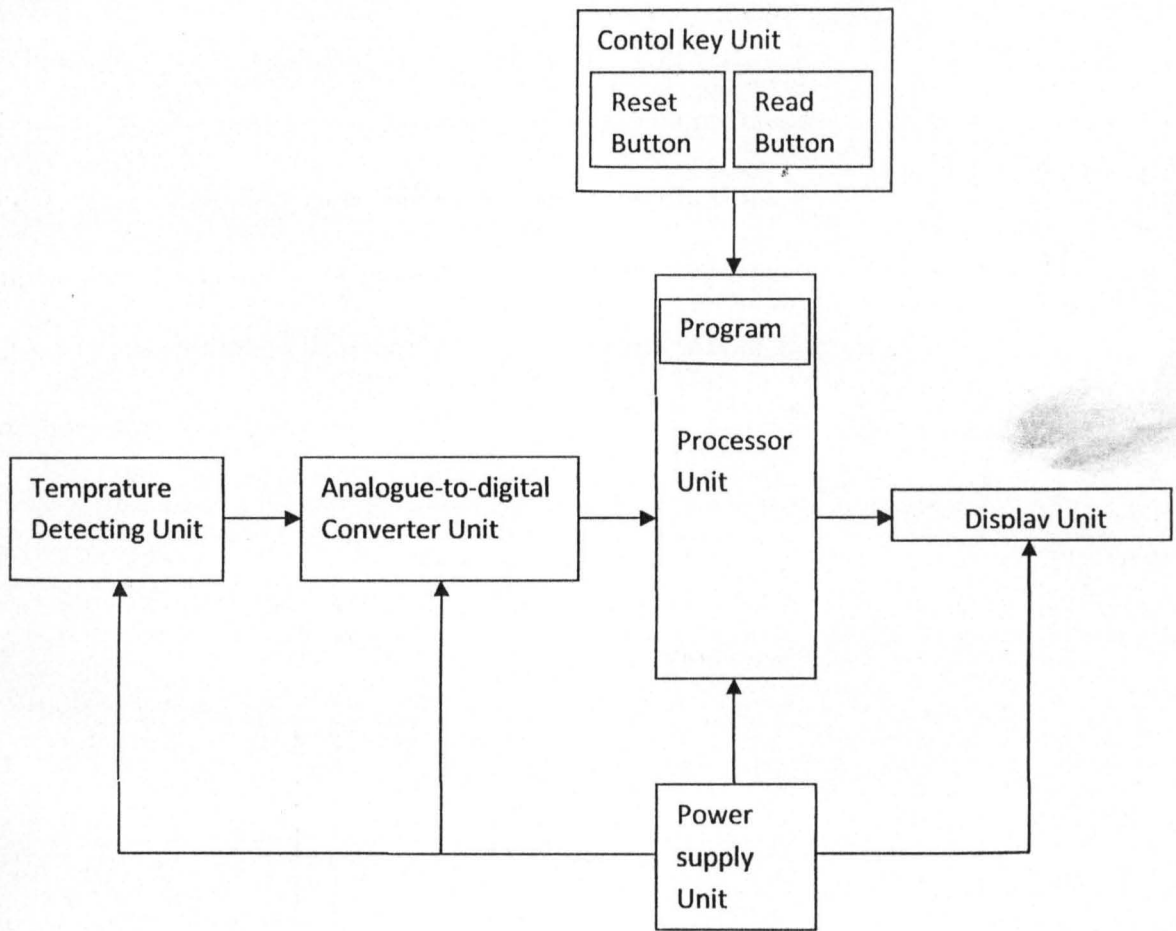 Contol key Unit
Reset
Button
Read
Button
Program
Processor
Unit
Temprature
Detecting Unit
Analogue-to-digital
Converter Unit
Display Unit
Power
supply
Unit